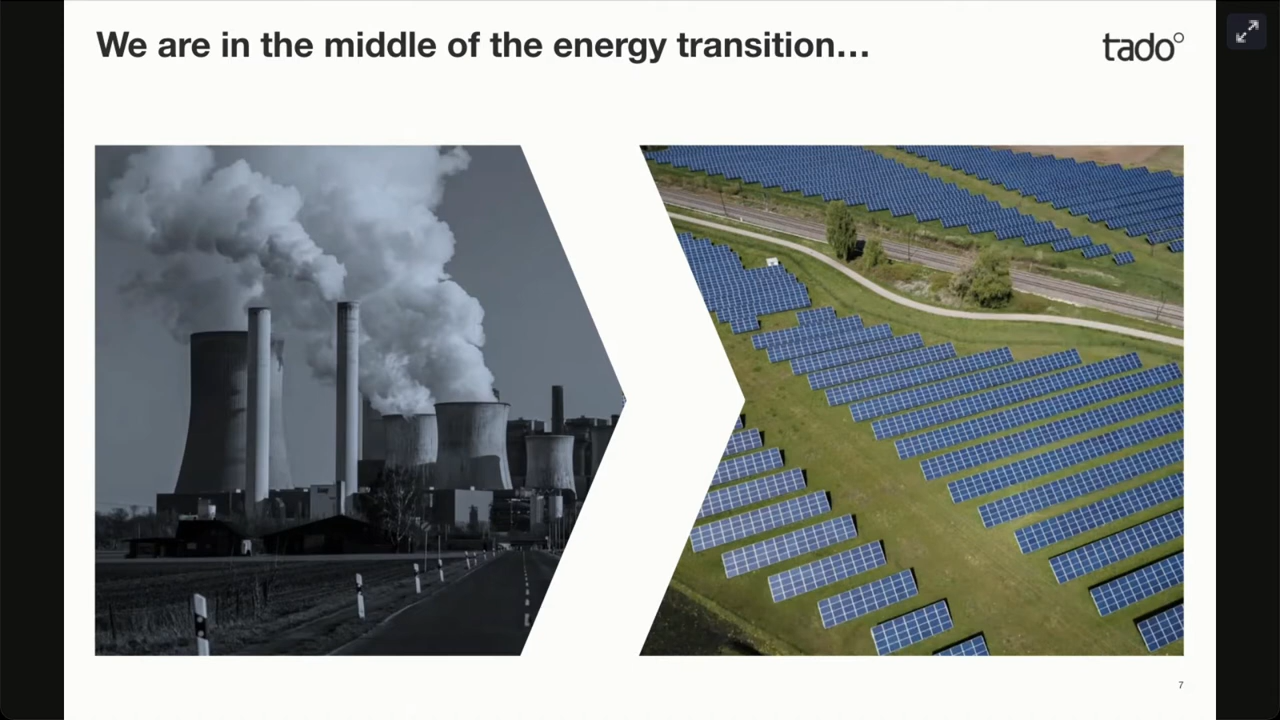 We are in the middle of the energy transition…
tado°
7